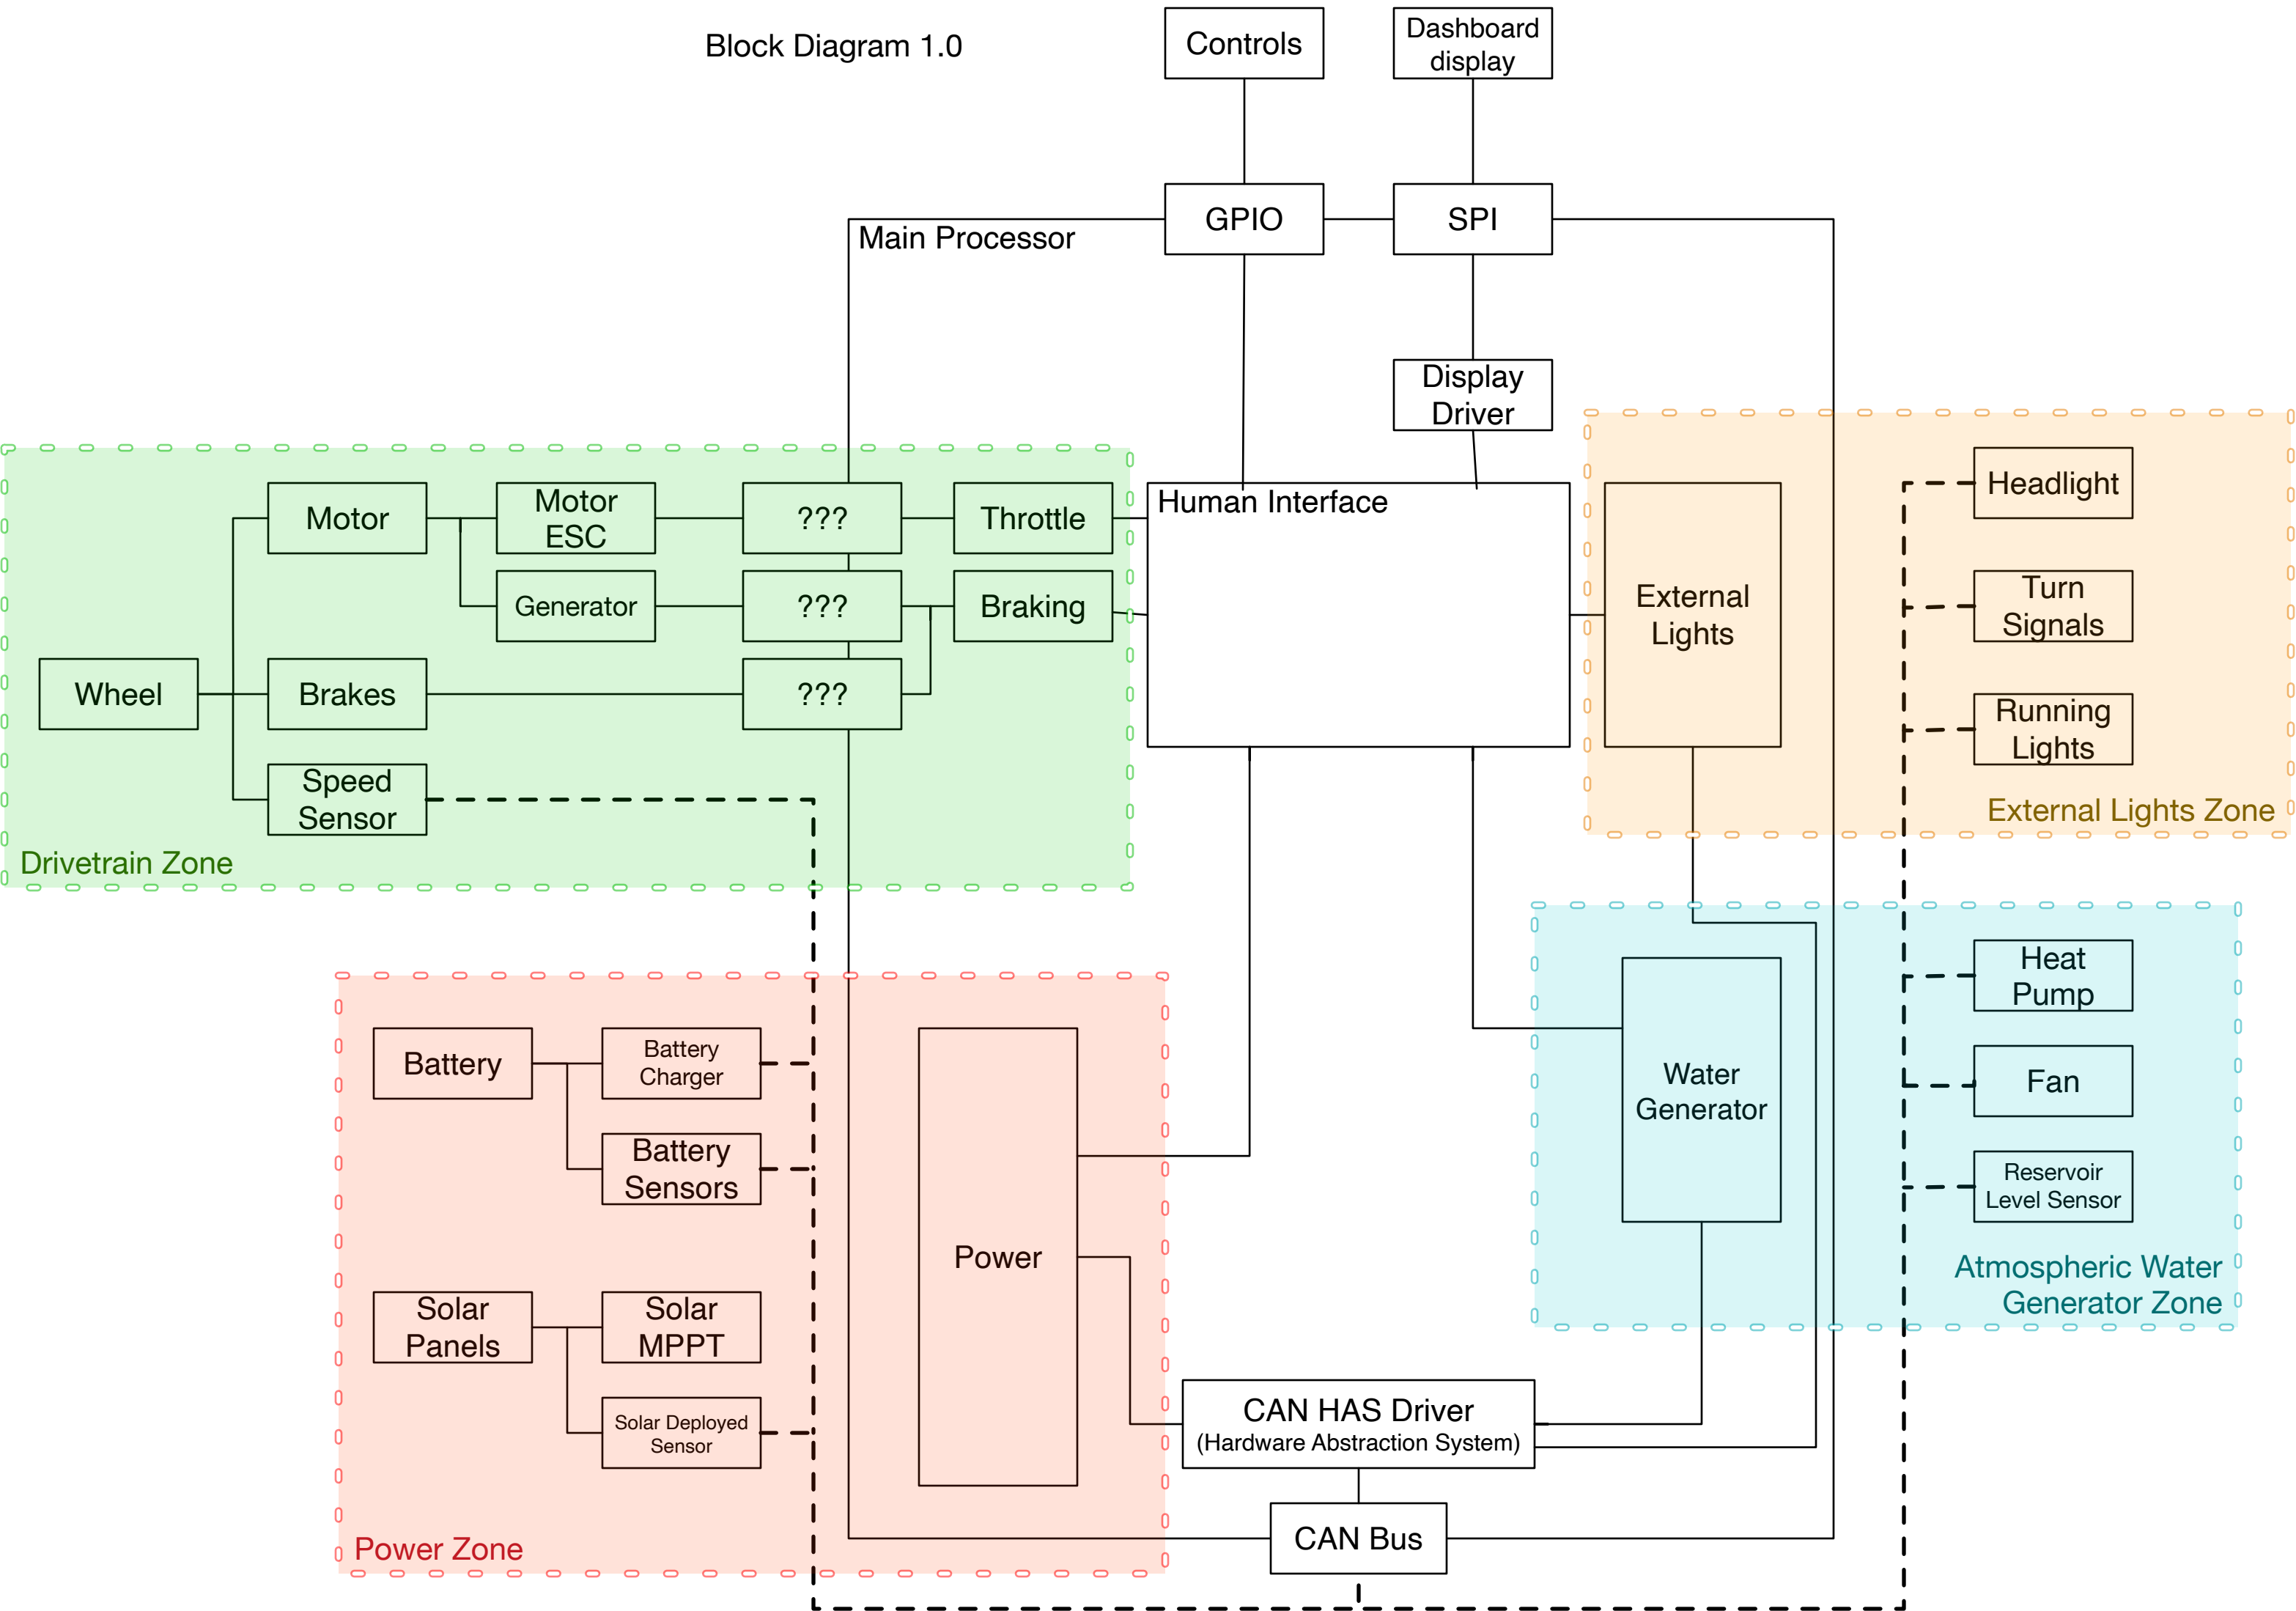 Block Diagram 1.0
Controls
Dashboard
display
GPIO
SPI
Main Processor
Display
Driver
Motor
Motor
ESC
???
Throttle
Human Interface
Generator
???
Braking
Wheel
Brakes
???
Speed
Sensor
Drivetrain Zone
External
Lights
Headlight
Turn
Signals
Running
Lights
External Lights Zone
Battery
Battery
Charger
Battery
Sensors
Solar
Panels
Solar
MPPT
Solar Deployed
Sensor
Power
Power Zone
Water
Generator
Heat
Pump
Fan
Reservoir
Level Sensor
Atmospheric Water
Generator Zone
CAN HAS Driver
(Hardware Abstraction System)
CAN Bus